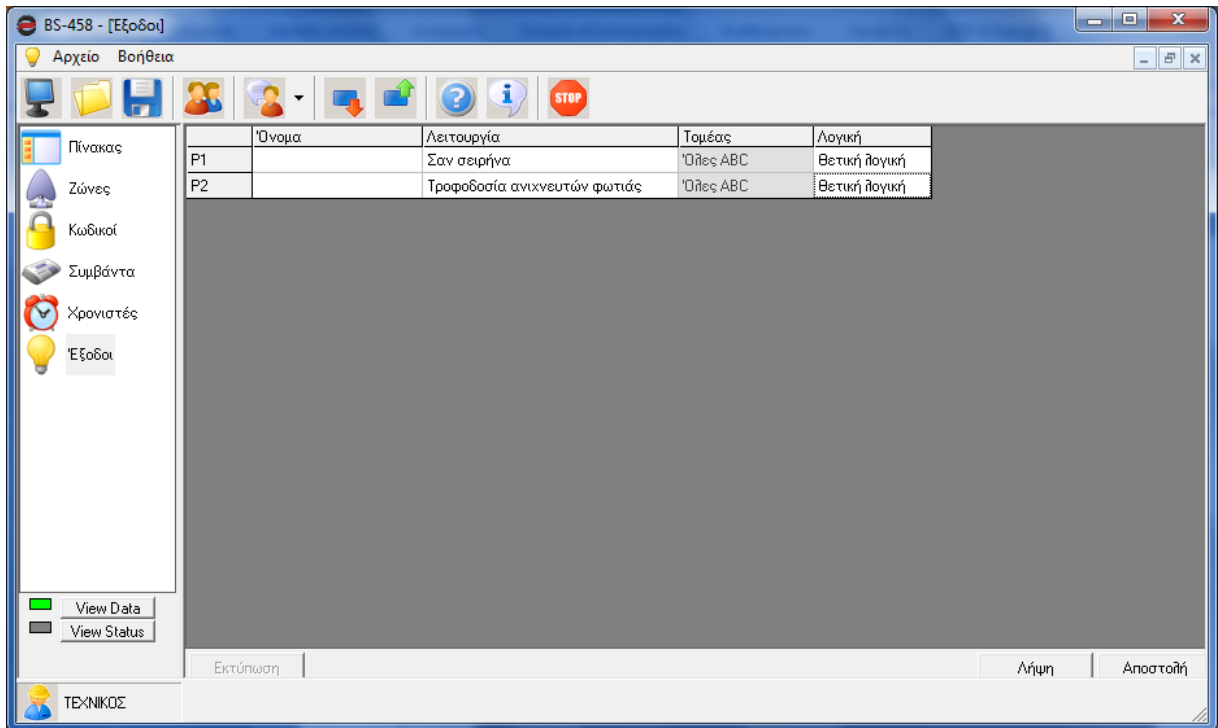 BS-458 - [Έξοδοι]
Αρχείο Βοήθεια
STOP
Πίνακας
Ζώνες
Κωδικοί
Συμβάντα
Χρονιστές
Έξοδοι
Όνομα Λειτουργία Τομέας Λογική
P1 Σαν σειρήνα Όλες ABC Θετική λογική
P2 Τροφοδοσία ανιχνευτών φωτιάς Όλες ABC Θετική λογική
View Data
View Status
Εκτύπωση Λήψη Αποστολή
ΤΕΧΝΙΚΟΣ